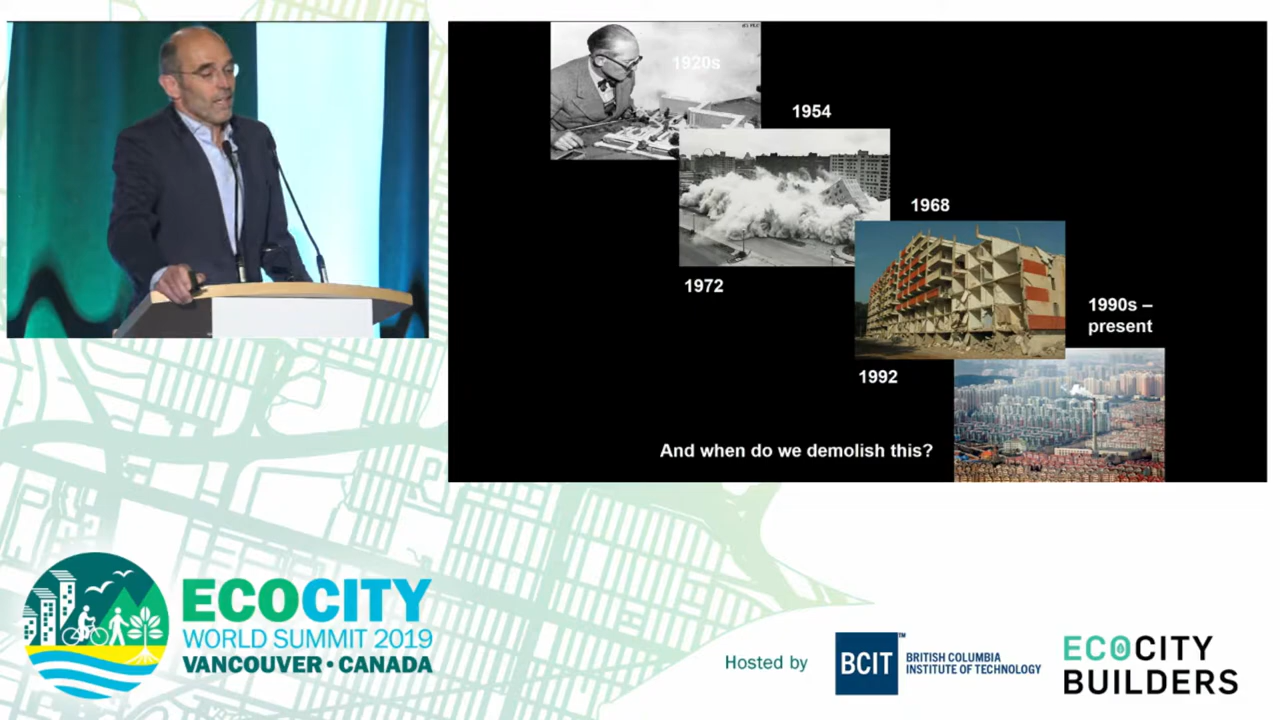 1920s
1954
1968
1972
1990s –
present
1992
And when do we demolish this?
ECOCITY
WORLD SUMMIT 2019
VANCOUVER • CANADA
Hosted by
BCIT™
BRITISH COLUMBIA
INSTITUTE OF TECHNOLOGY
ECOCITY
BUILDERS